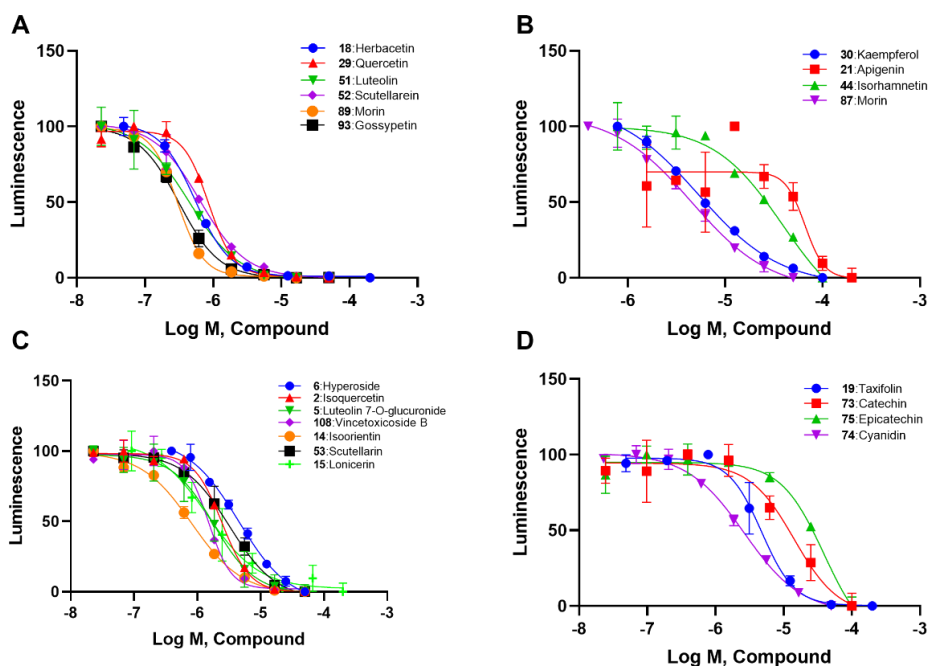 A
150
100
50
0
Luminescence
-8 -7 -6 -5 -4 -3
Log M, Compound
18:Herbacetin
29:Quercetin
51:Luteolin
52:Scutellarein
89:Morin
93:Gossypetin
B
150
100
50
0
Luminescence
-6 -5 -4 -3
Log M, Compound
30:Kaempferol
21:Apigenin
44:Isorhamnetin
87:Morin
C
150
100
50
0
Luminescence
-8 -7 -6 -5 -4 -3
Log M, Compound
6:Hyperoside
2:Isoquercetin
5:Luteolin 7-O-glucuronide
108:Vincetoxicoside B
14:Isoorientin
53:Scutellarin
15:Lonicerin
D
150
100
50
0
Luminescence
-8 -7 -6 -5 -4 -3
Log M, Compound
19:Taxifolin
73:Catechin
75:Epicatechin
74:Cyanidin